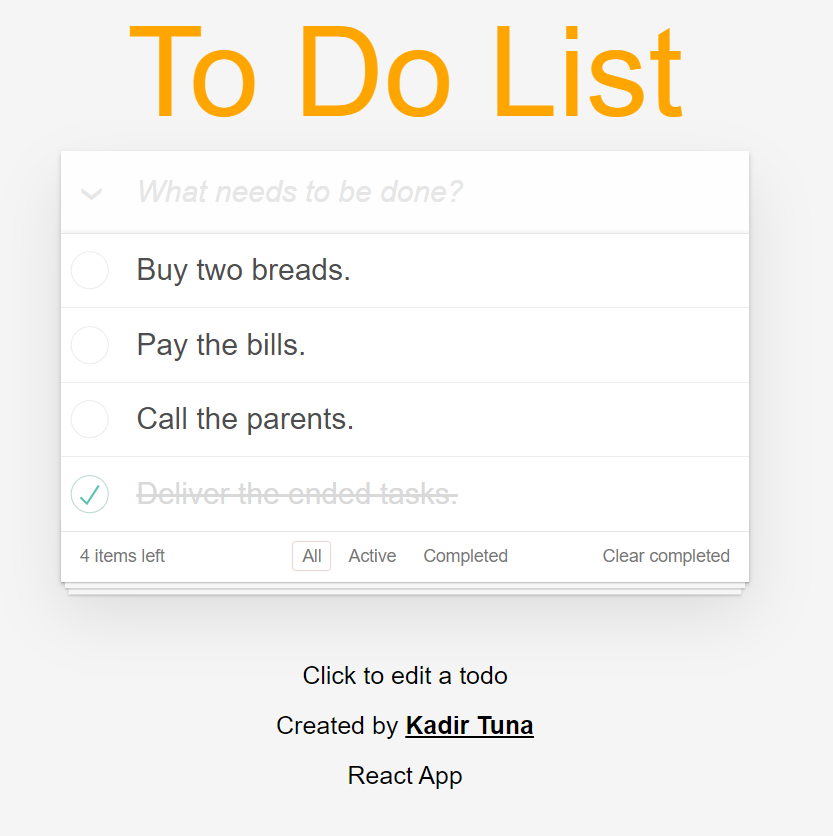 To Do List
What needs to be done?
Buy two breads.
Pay the bills.
Call the parents.
Deliver the ended tasks.
4 items left All Active Completed Clear completed
Click to edit a todo
Created by Kadir Tuna
React App